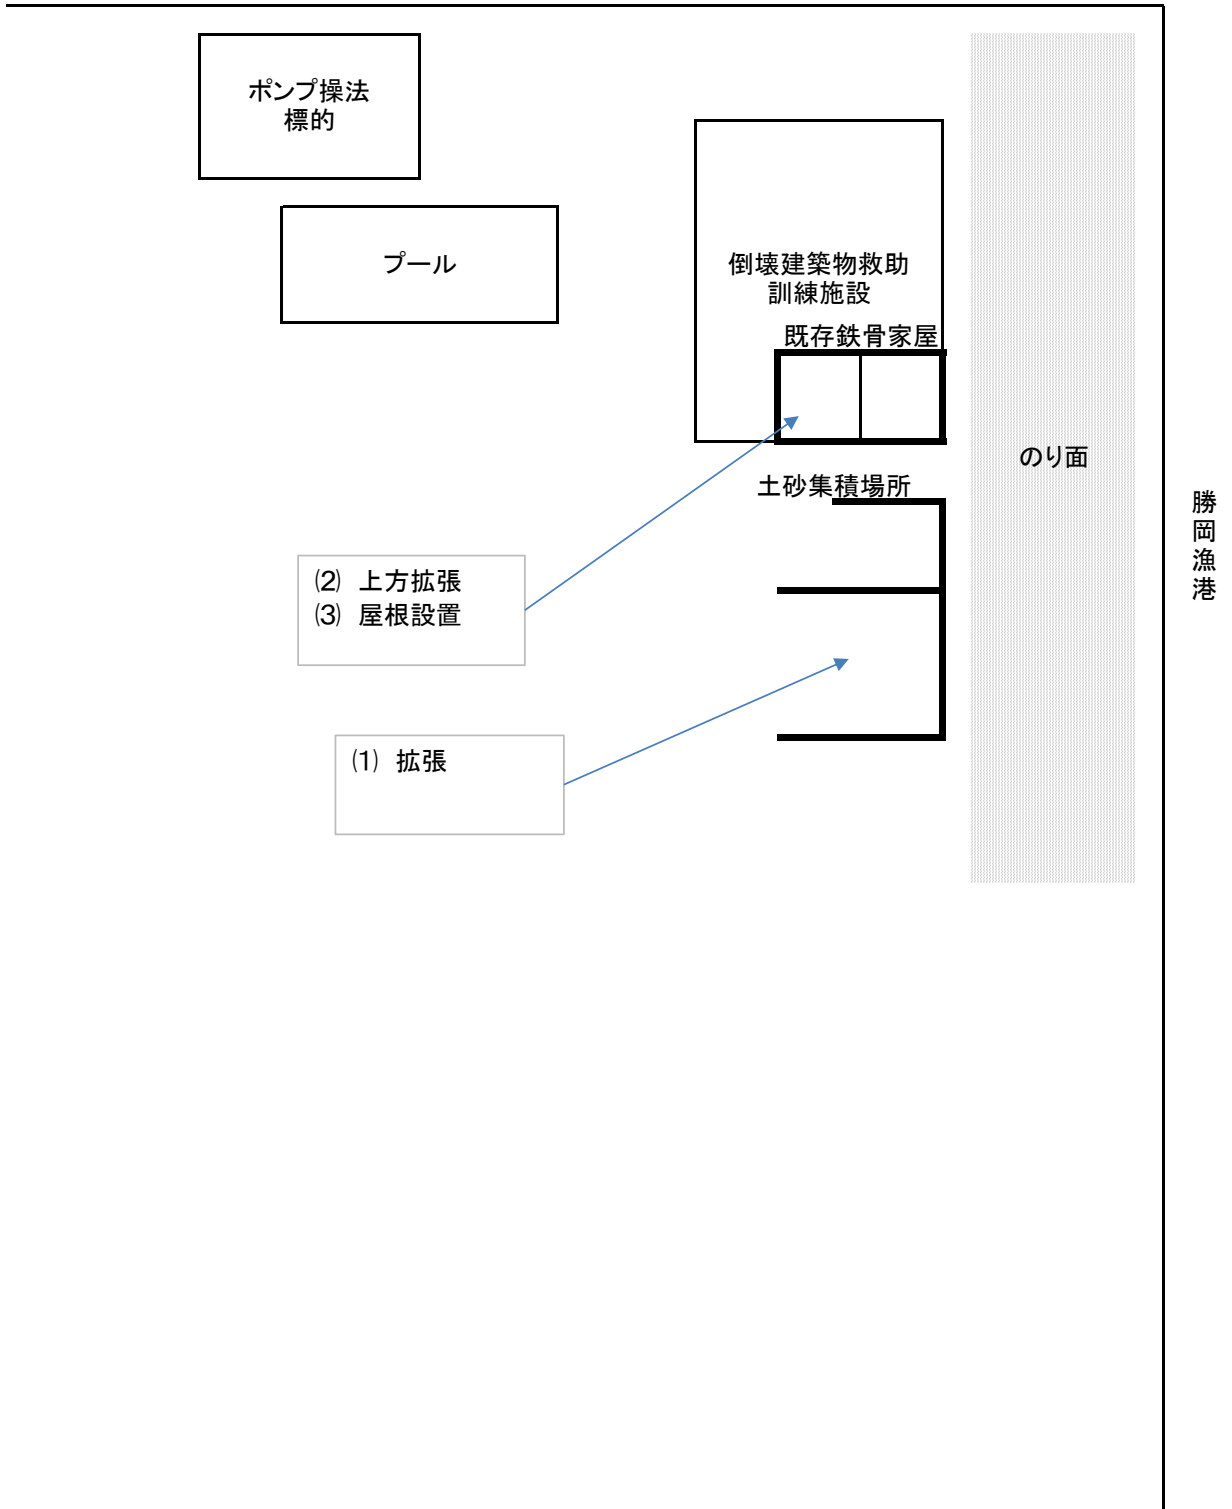 ポンプ操法
標的
プール
倒壊建築物救助
訓練施設
既存鉄骨家屋
のり面
土砂集積場所
勝岡漁港
⑵ 上方拡張
⑶ 屋根設置
⑴ 拡張